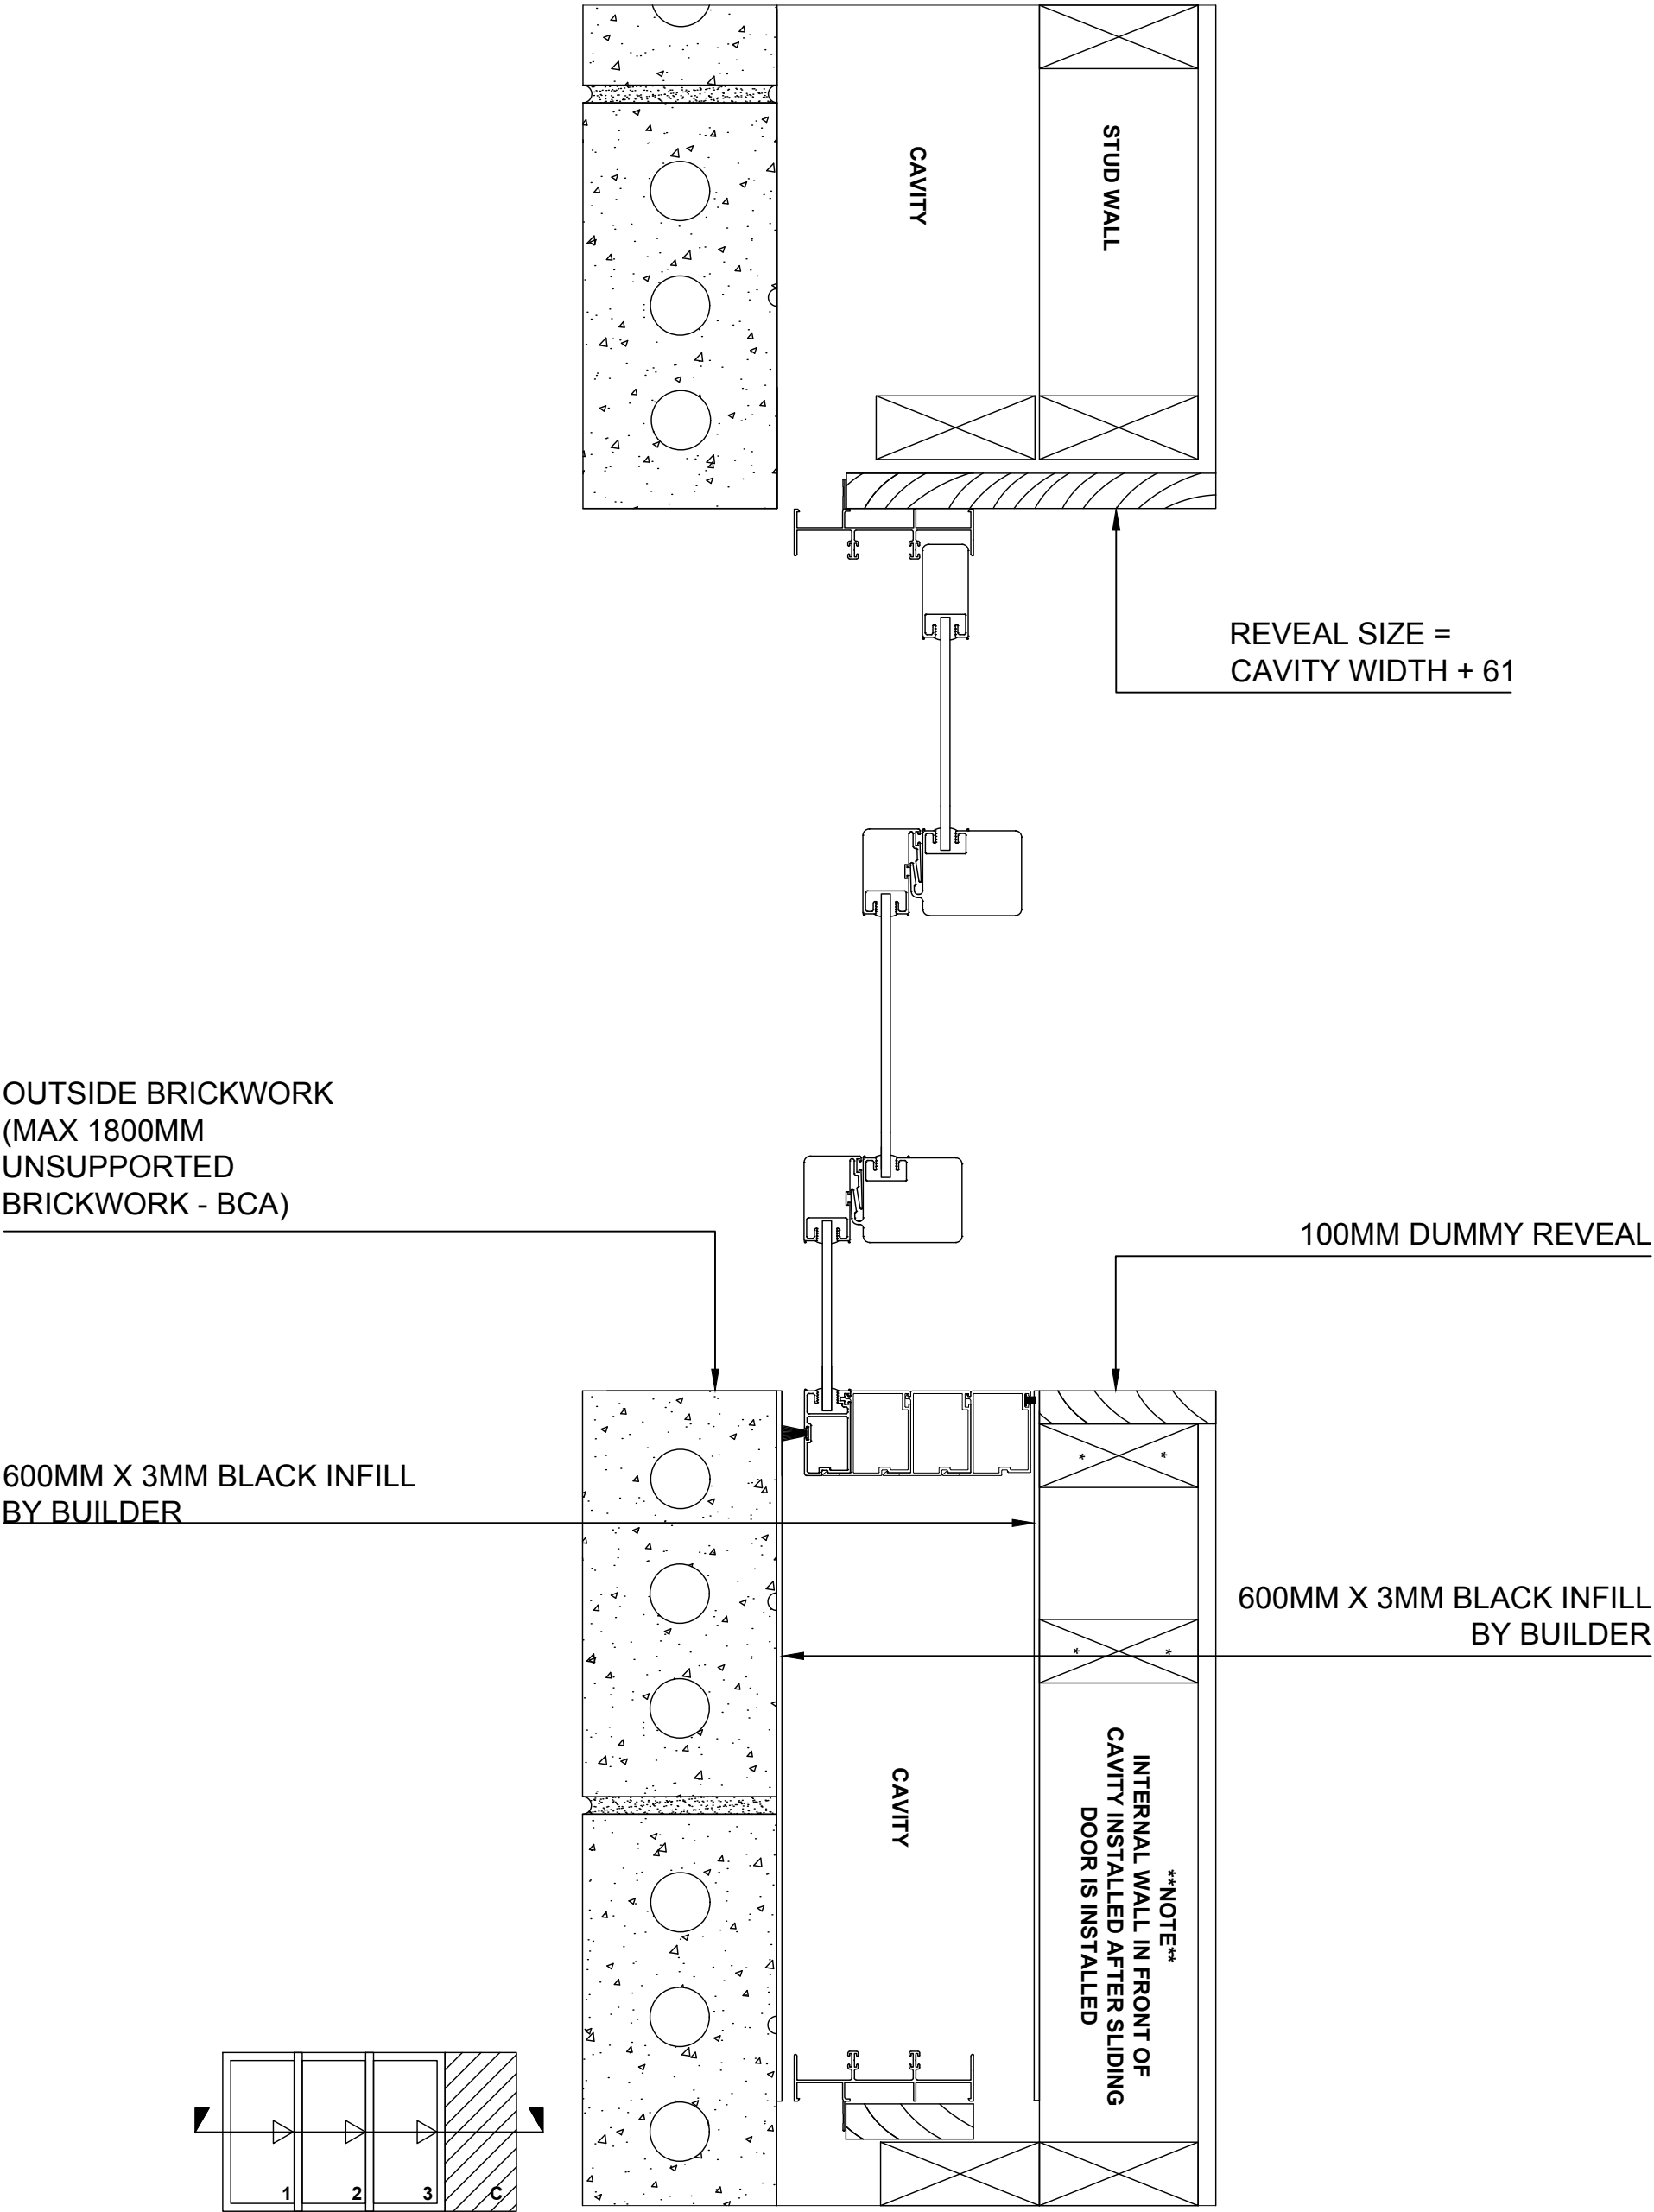 CAVITY
STUD WALL
REVEAL SIZE =
CAVITY WIDTH + 61
OUTSIDE BRICKWORK
(MAX 1800MM
UNSUPPORTED
BRICKWORK - BCA)
100MM DUMMY REVEAL
600MM X 3MM BLACK INFILL
BY BUILDER
* *
600MM X 3MM BLACK INFILL
BY BUILDER
* *
CAVITY
**NOTE**
INTERNAL WALL IN FRONT OF
CAVITY INSTALLED AFTER SLIDING
DOOR IS INSTALLED
1 2 3 C